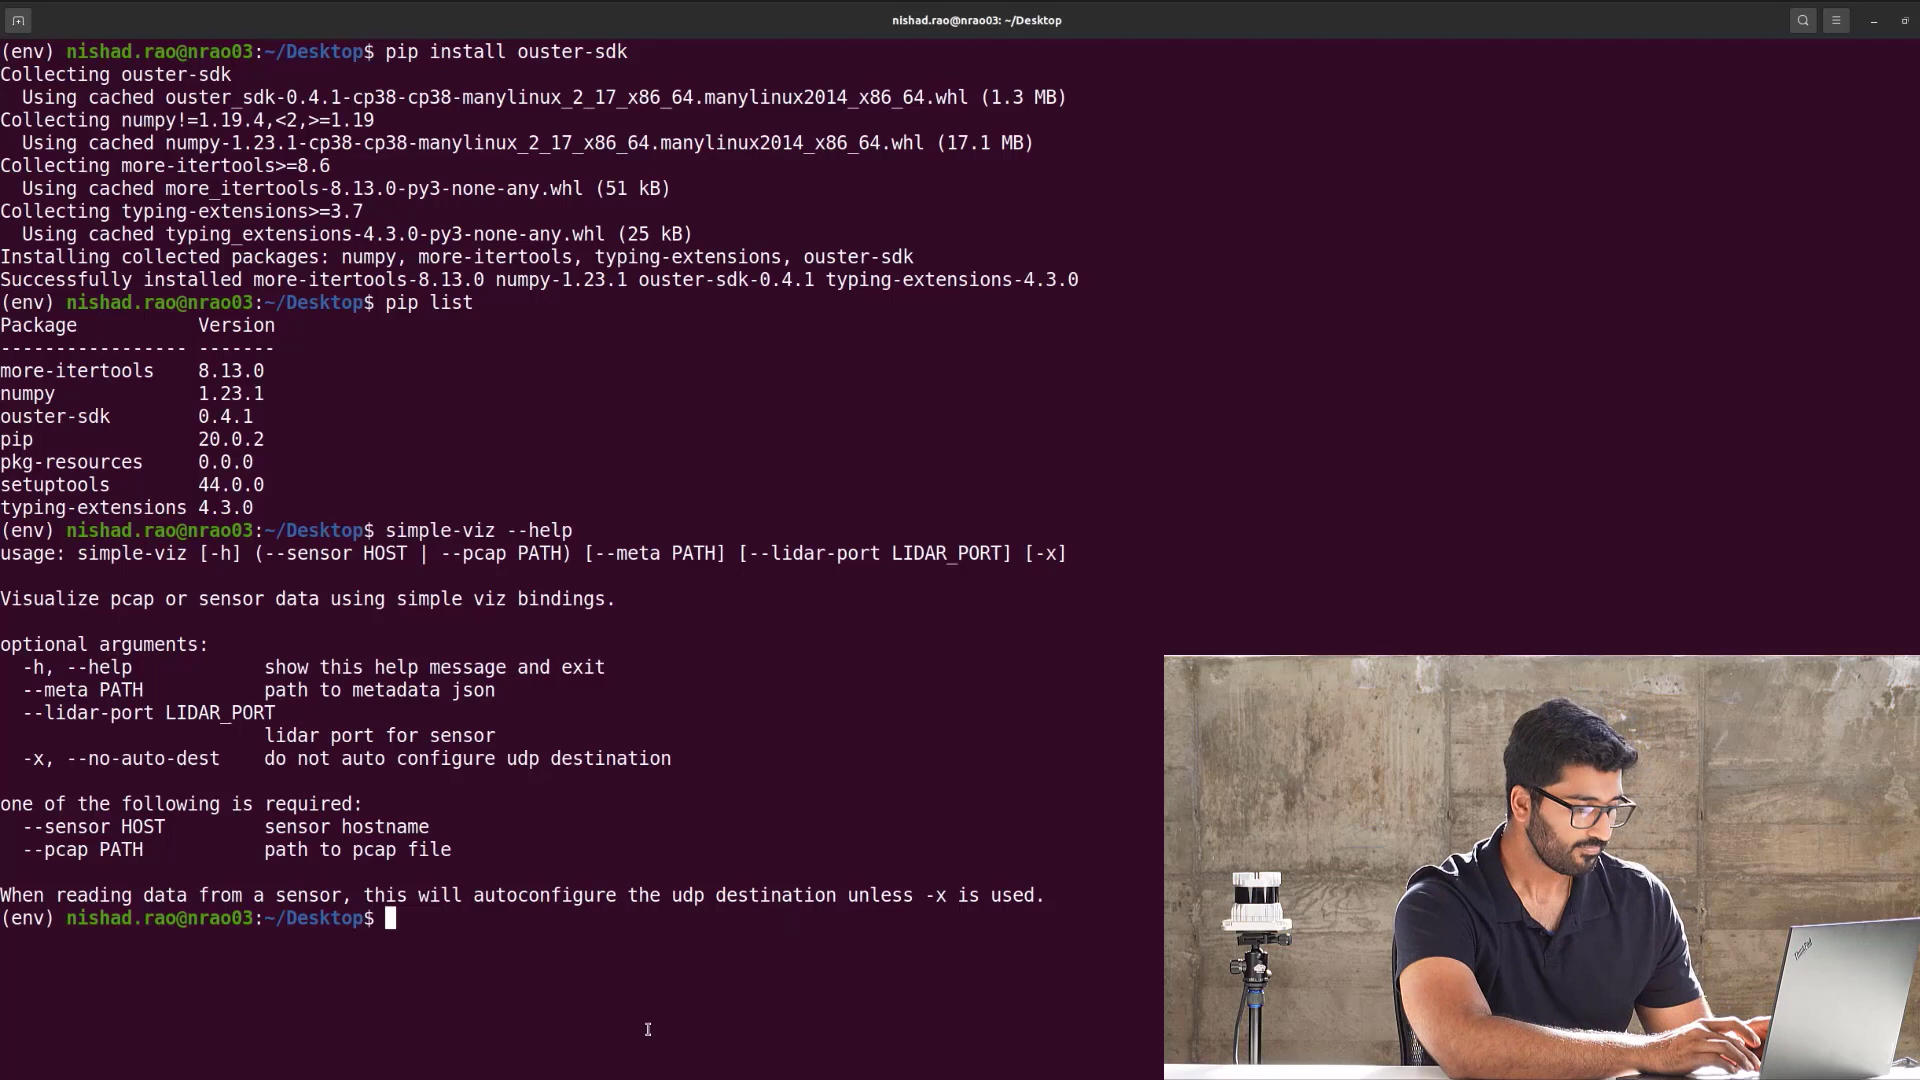 nishad.rao@nrao03: ~/Desktop
(env) nishad.rao@nrao03:~/Desktop$ pip install ouster-sdk
Collecting ouster-sdk
  Using cached ouster_sdk-0.4.1-cp38-cp38-manylinux_2_17_x86_64.manylinux2014_x86_64.whl (1.3 MB)
Collecting numpy!=1.19.4,<2,>=1.19
  Using cached numpy-1.23.1-cp38-cp38-manylinux_2_17_x86_64.manylinux2014_x86_64.whl (17.1 MB)
Collecting more-itertools>=8.6
  Using cached more_itertools-8.13.0-py3-none-any.whl (51 kB)
Collecting typing-extensions>=3.7
  Using cached typing_extensions-4.3.0-py3-none-any.whl (25 kB)
Installing collected packages: numpy, more-itertools, typing-extensions, ouster-sdk
Successfully installed more-itertools-8.13.0 numpy-1.23.1 ouster-sdk-0.4.1 typing-extensions-4.3.0
(env) nishad.rao@nrao03:~/Desktop$ pip list
Package           Version
----------------- -------
more-itertools    8.13.0
numpy             1.23.1
ouster-sdk        0.4.1
pip               20.0.2
pkg-resources     0.0.0
setuptools        44.0.0
typing-extensions 4.3.0
(env) nishad.rao@nrao03:~/Desktop$ simple-viz --help
usage: simple-viz [-h] (--sensor HOST | --pcap PATH) [--meta PATH] [--lidar-port LIDAR_PORT] [-x]
Visualize pcap or sensor data using simple viz bindings.
optional arguments:
  -h, --help            show this help message and exit
  --meta PATH           path to metadata json
  --lidar-port LIDAR_PORT
                        lidar port for sensor
  -x, --no-auto-dest    do not auto configure udp destination
one of the following is required:
  --sensor HOST         sensor hostname
  --pcap PATH           path to pcap file
When reading data from a sensor, this will autoconfigure the udp destination unless -x is used.
(env) nishad.rao@nrao03:~/Desktop$
ThinkPad